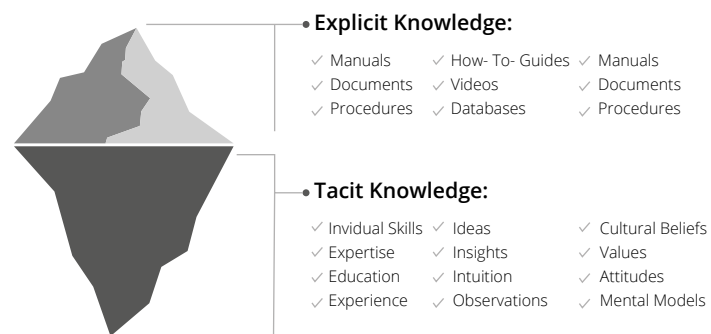 Explicit Knowledge:
✓ Manuals ✓ How- To- Guides ✓ Manuals
✓ Documents ✓ Videos ✓ Documents
✓ Procedures ✓ Databases ✓ Procedures
Tacit Knowledge:
✓ Invidual Skills ✓ Ideas ✓ Cultural Beliefs
✓ Expertise ✓ Insights ✓ Values
✓ Education ✓ Intuition ✓ Attitudes
✓ Experience ✓ Observations ✓ Mental Models